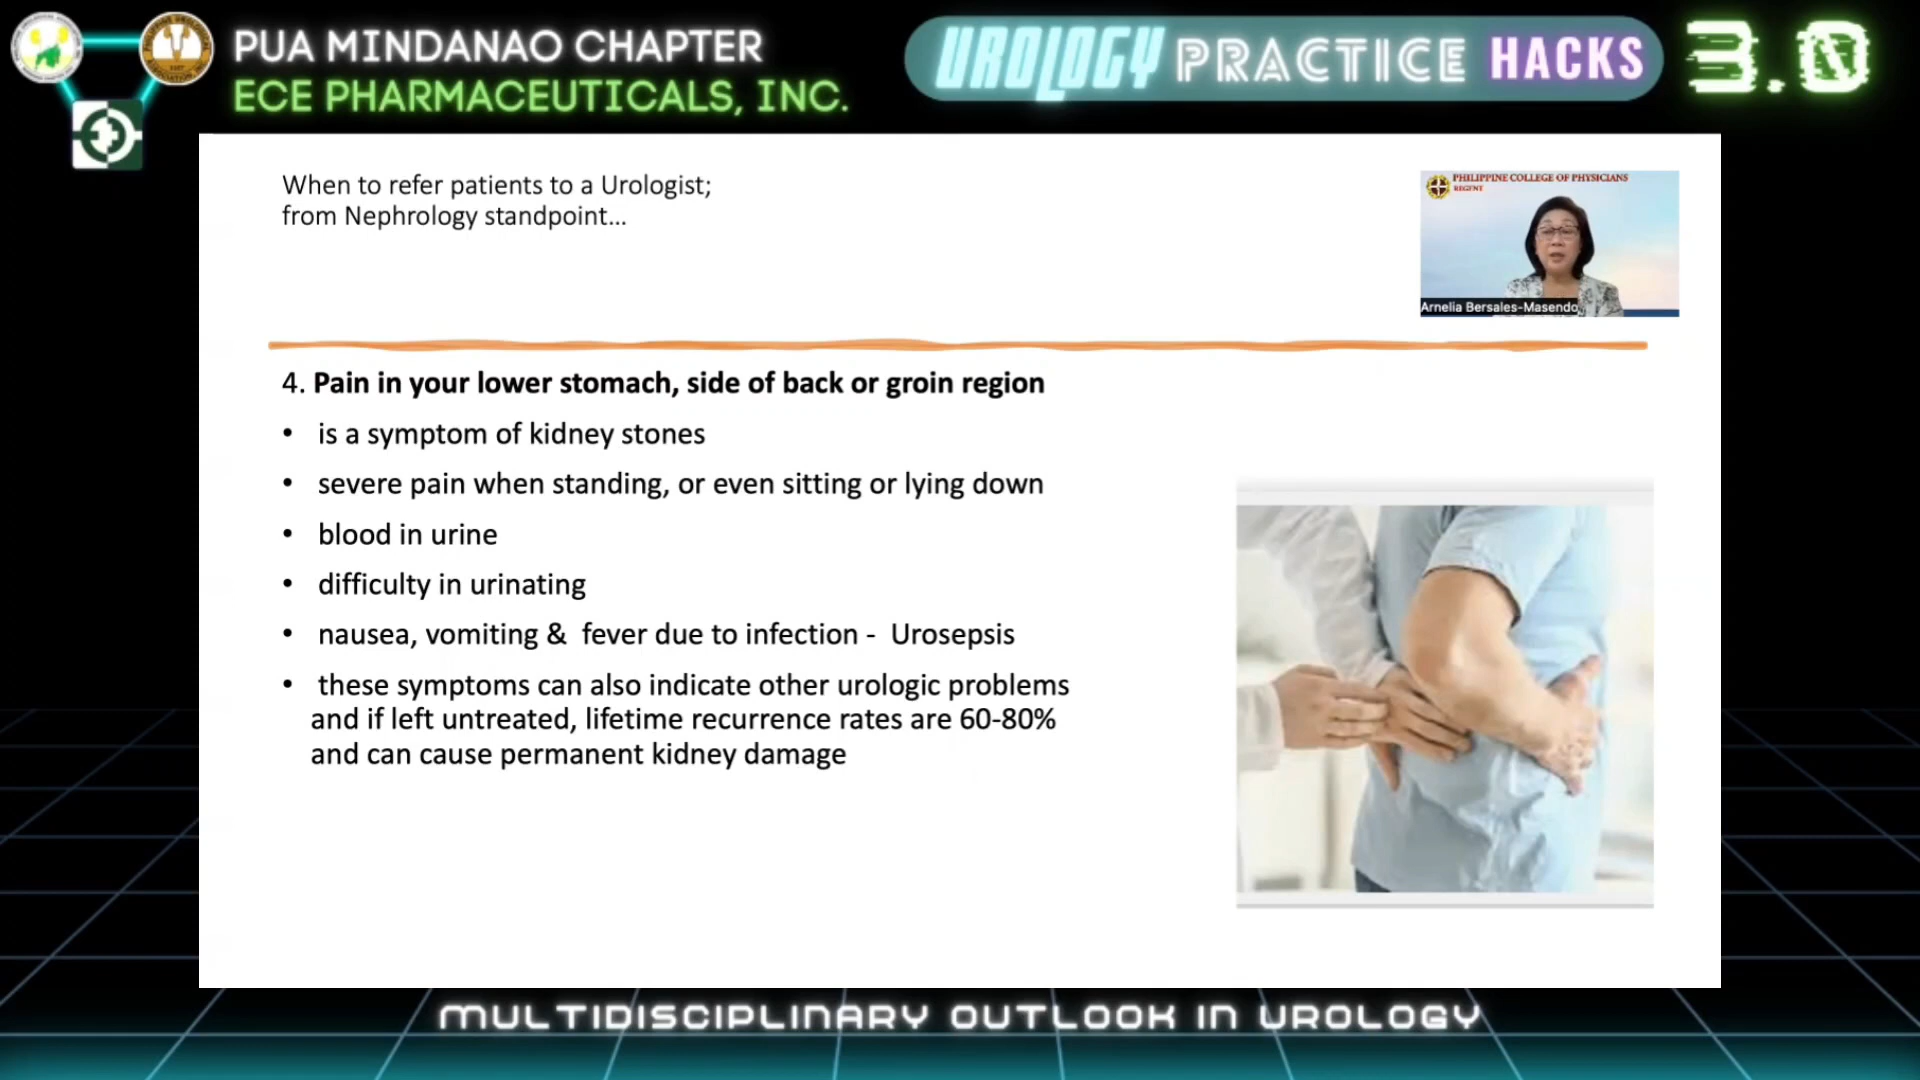 PUA MINDANAO CHAPTER
ECE PHARMACEUTICALS, INC.
UROLOGY PRACTICE HACKS 3.0
When to refer patients to a Urologist;
from Nephrology standpoint...
PHILIPPINE COLLEGE OF PHYSICIANS
REGENT
Arnelia Bersales-Masendo
4. Pain in your lower stomach, side of back or groin region
• is a symptom of kidney stones
• severe pain when standing, or even sitting or lying down
• blood in urine
• difficulty in urinating
• nausea, vomiting & fever due to infection - Urosepsis
• these symptoms can also indicate other urologic problems
and if left untreated, lifetime recurrence rates are 60-80%
and can cause permanent kidney damage
MULTIDISCIPLINARY OUTLOOK IN UROLOGY